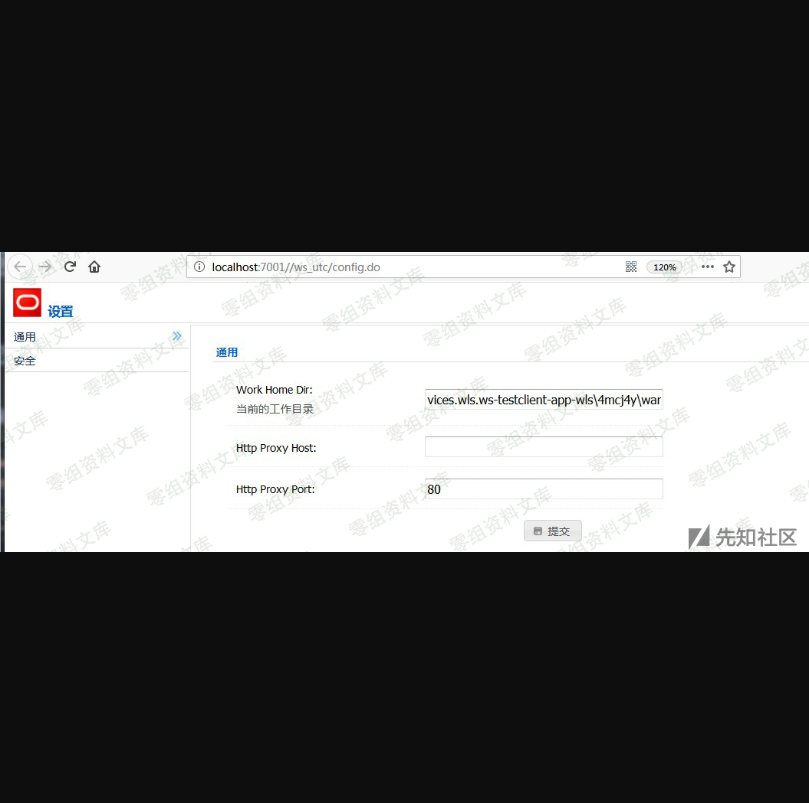 localhost:7001//ws_utc/config.do
120%
设置
通用
安全
通用
Work Home Dir:
当前的工作目录
vices.wls.ws-testclient-app-wls\4mcj4y\war
Http Proxy Host:
Http Proxy Port:
80
提交
先知社区
零组资料文库